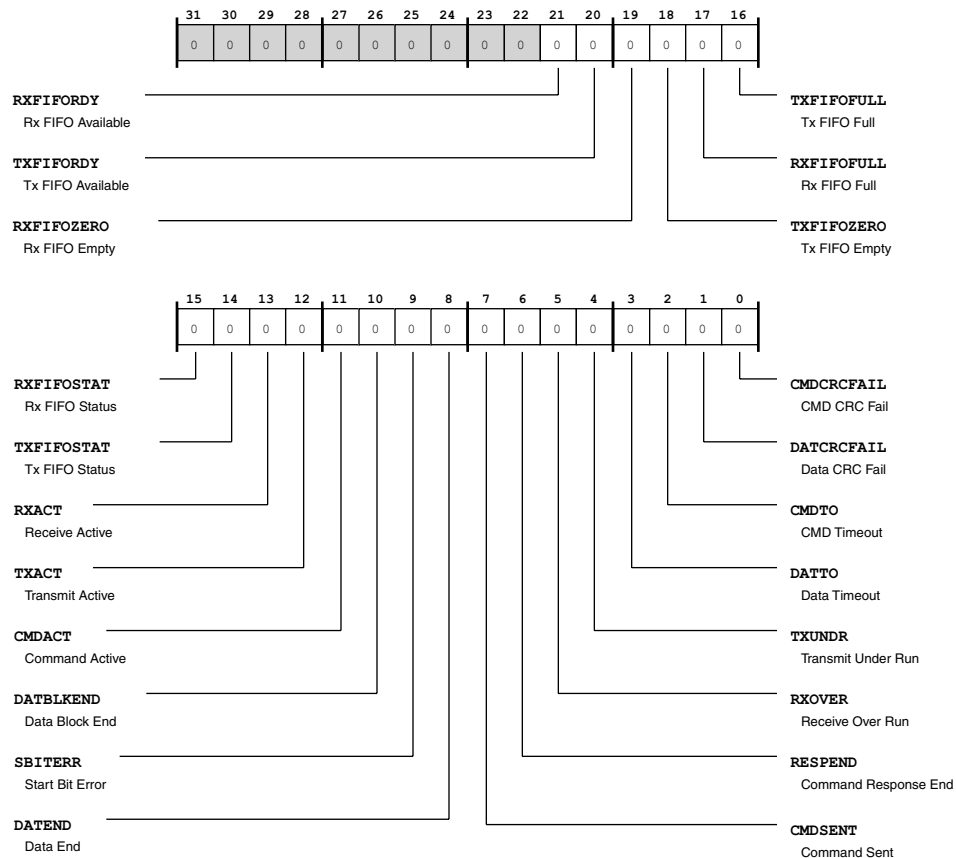 31 30 29 28 27 26 25 24 23 22 21 20 19 18 17 16
0 0 0 0 0 0 0 0 0 0 0 0 0 0 0 0
RXFIFORDY
Rx FIFO Available
TXFIFORDY
Tx FIFO Available
RXFIFOZERO
Rx FIFO Empty
TXFIFOFULL
Tx FIFO Full
RXFIFOFULL
Rx FIFO Full
TXFIFOZERO
Tx FIFO Empty
15 14 13 12 11 10 9 8 7 6 5 4 3 2 1 0
0 0 0 0 0 0 0 0 0 0 0 0 0 0 0 0
RXFIFOSTAT
Rx FIFO Status
TXFIFOSTAT
Tx FIFO Status
RXACT
Receive Active
TXACT
Transmit Active
CMDACT
Command Active
DATBLKEND
Data Block End
SBITERR
Start Bit Error
DATEND
Data End
CMDCRCFAIL
CMD CRC Fail
DATCRCFAIL
Data CRC Fail
CMDTO
CMD Timeout
DATTO
Data Timeout
TXUNDR
Transmit Under Run
RXOVER
Receive Over Run
RESPEND
Command Response End
CMDSENT
Command Sent